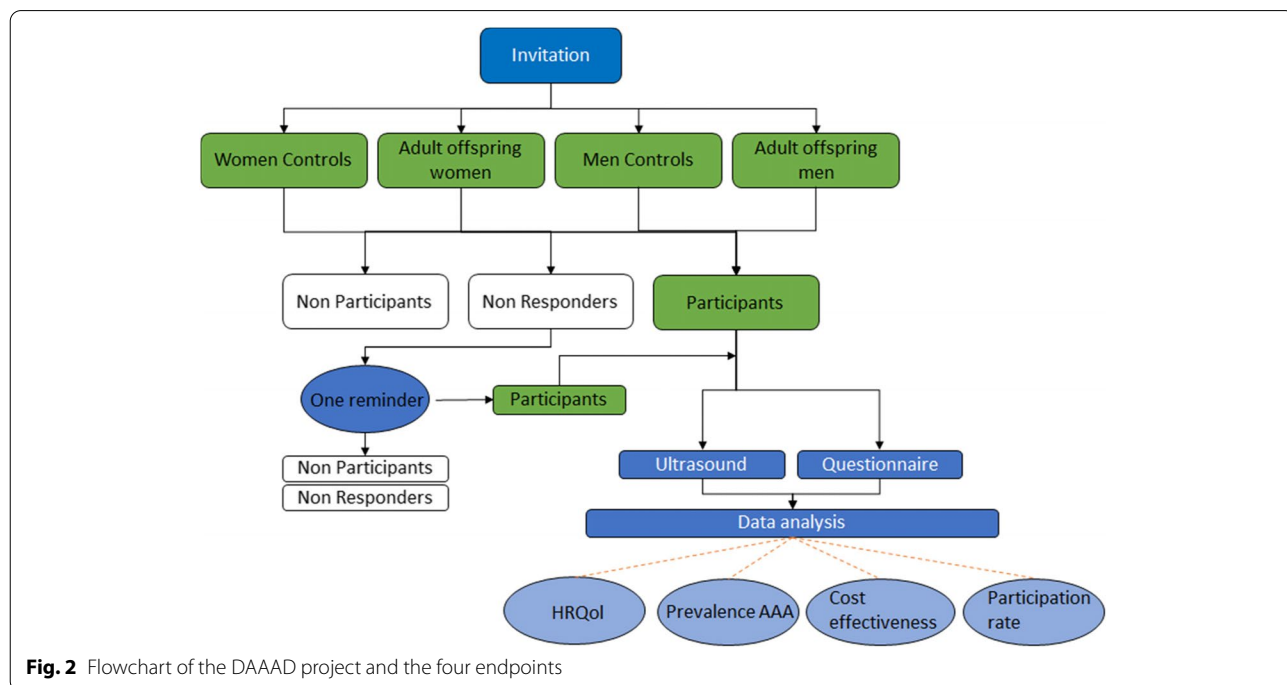 Invitation
Women Controls
Adult offspring
women
Men Controls
Adult offspring
men
Non Participants
Non Responders
Participants
One reminder
Participants
Non Participants
Non Responders
Ultrasound
Questionnaire
Data analysis
HRQol
Prevalence AAA
Cost
effectiveness
Participation
rate
Fig. 2 Flowchart of the DAAAD project and the four endpoints